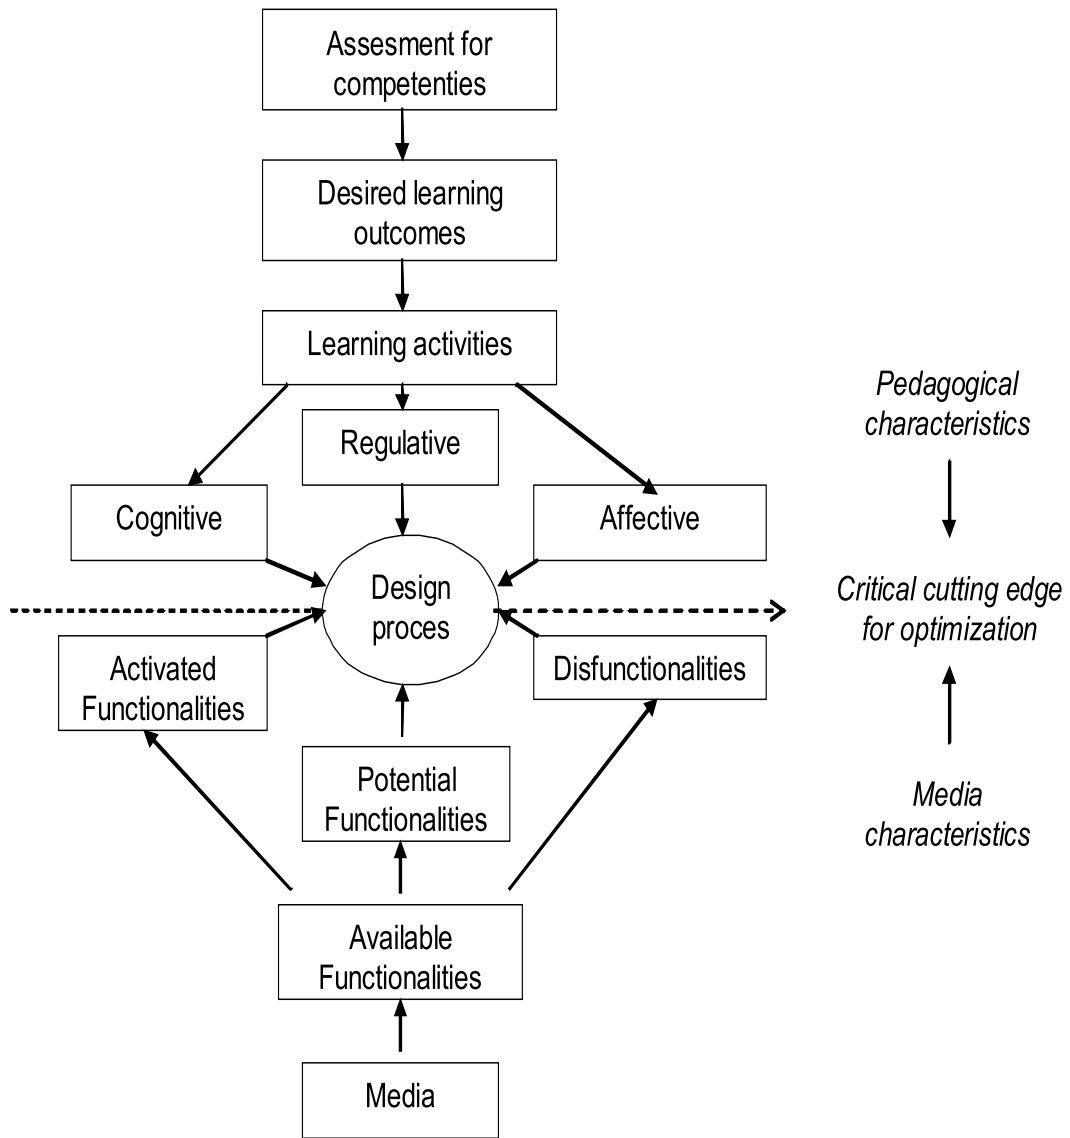 Assesment for
competenties
Desired learning
outcomes
Learning activities
Pedagogical
characteristics
Regulative
Cognitive
Affective
Design
proces
Critical cutting edge
for optimization
Activated
Functionalities
Disfunctionalities
Potential
Functionalities
Media
characteristics
Available
Functionalities
Media